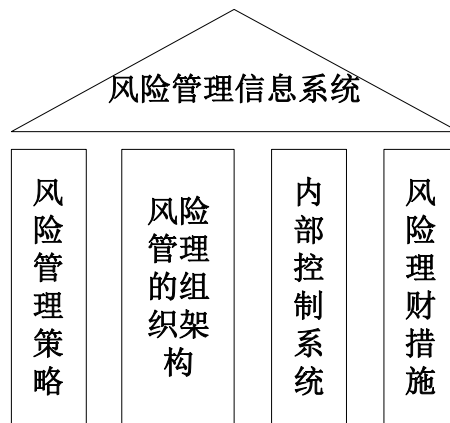 风险管理信息系统
风险管理策略
风险
管理
的组
织架
构
内部控制系统
风险理财措施